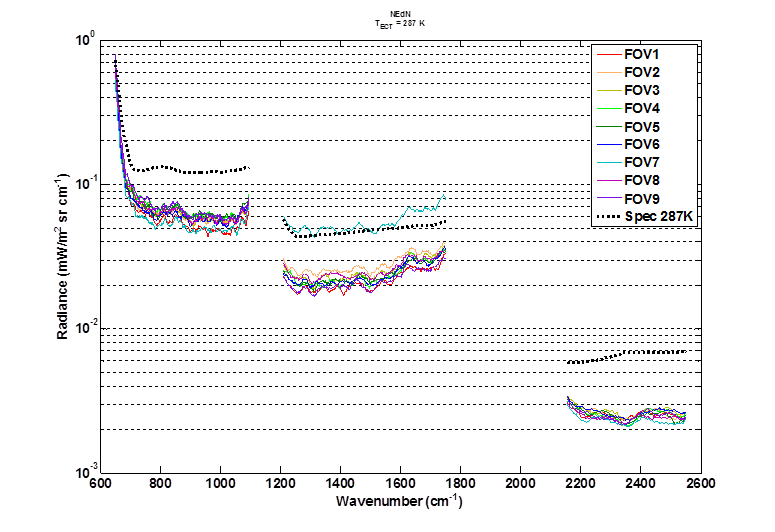 NEdN
T_ECT = 287 K
10^0
10^-1
10^-2
10^-3
Radiance (mW/m^2 sr cm^-1)
FOV1
FOV2
FOV3
FOV4
FOV5
FOV6
FOV7
FOV8
FOV9
Spec 287K
600 800 1000 1200 1400 1600 1800 2000 2200 2400 2600
Wavenumber (cm^-1)